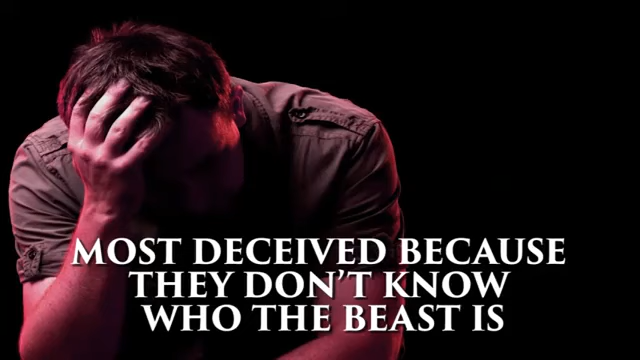 MOST DECEIVED BECAUSE
THEY DON'T KNOW
WHO THE BEAST IS